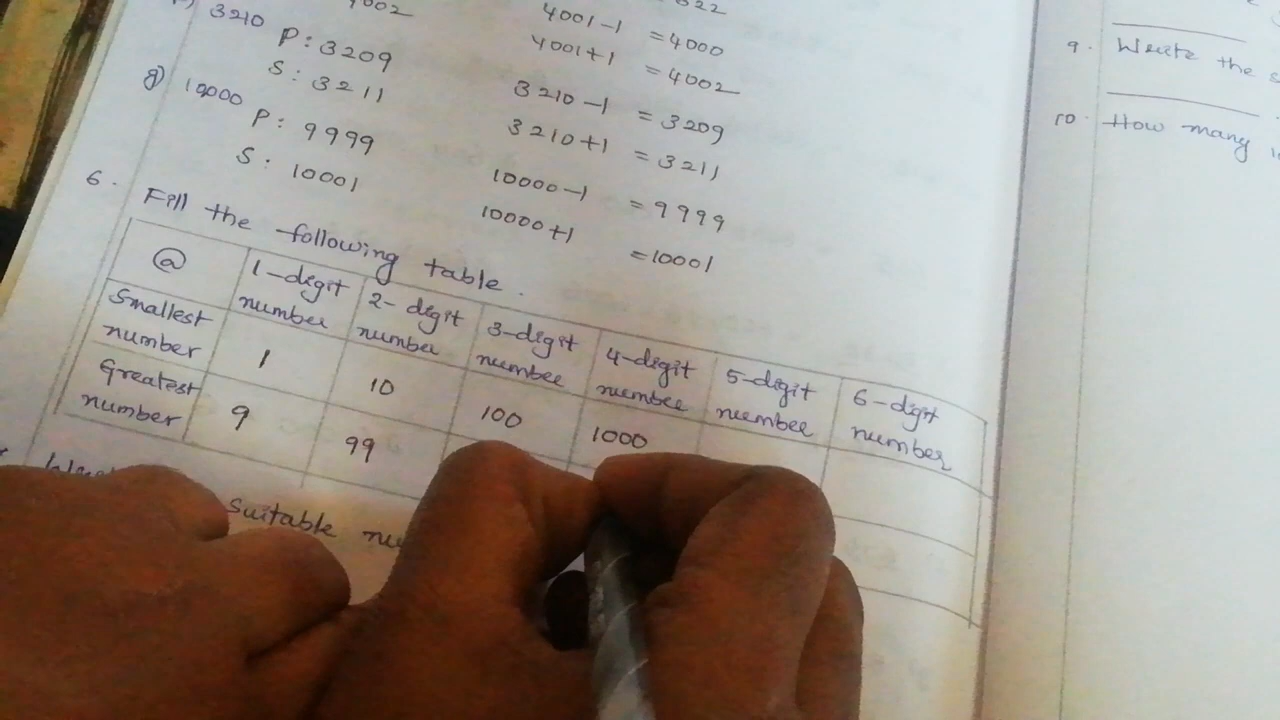 4002
4001-1 = 4000
3210
4001+1 = 4002
P: 3209
3210-1 = 3209
S: 3211
3210+1 = 3211
g) 10000
P: 9999
10000-1 = 9999
S: 10001
10000+1 = 10001
6. Fill the following table.
@ 1-digit number 2-digit number 3-digit number 4-digit number 5-digit number 6-digit number
Smallest number 1 10 100 1000
Greatest number 9 99
Suitable
9. Write the
10. How many